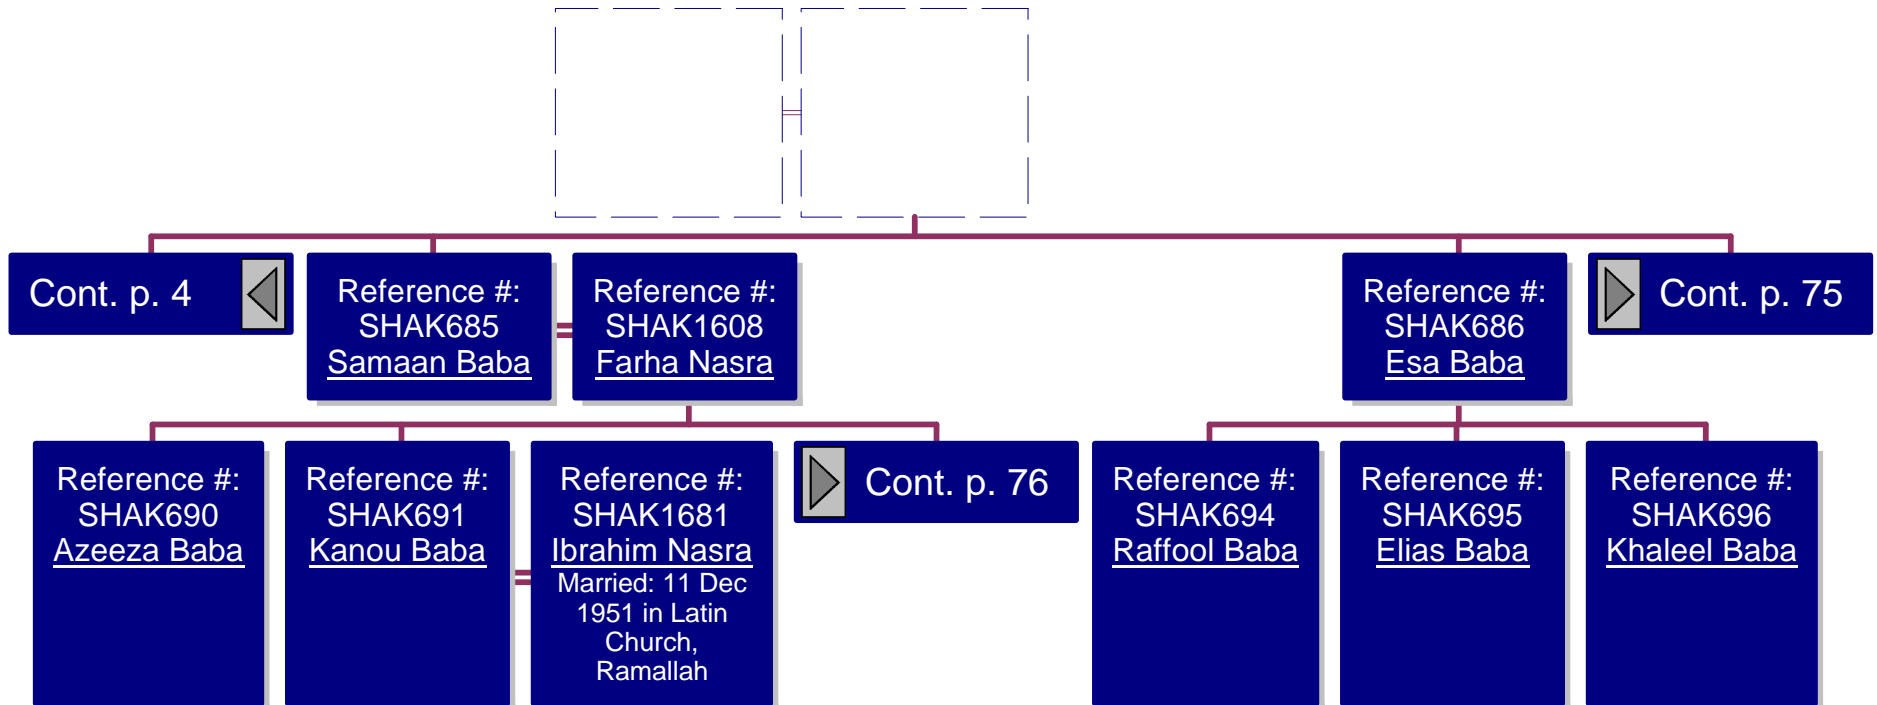 Cont. p. 4
Reference #:
SHAK685
Samaan Baba
Reference #:
SHAK1608
Farha Nasra
Reference #:
SHAK686
Esa Baba
Cont. p. 75
Reference #:
SHAK690
Azeeza Baba
Reference #:
SHAK691
Kanou Baba
Reference #:
SHAK1681
Ibrahim Nasra
Married: 11 Dec
1951 in Latin
Church,
Ramallah
Cont. p. 76
Reference #:
SHAK694
Raffool Baba
Reference #:
SHAK695
Elias Baba
Reference #:
SHAK696
Khaleel Baba